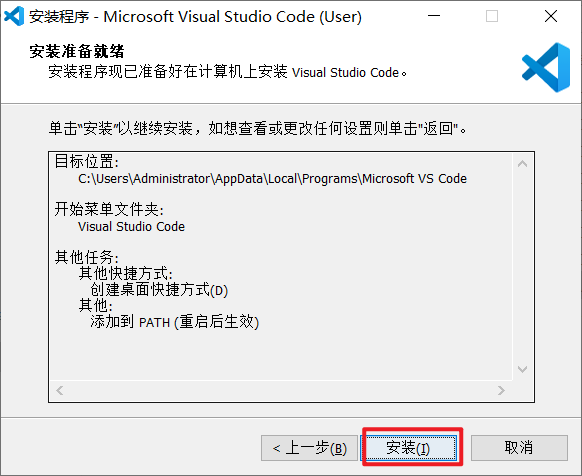 安装程序 - Microsoft Visual Studio Code (User)
安装准备就绪
安装程序现已准备好在计算机上安装 Visual Studio Code。
单击“安装”以继续安装，如想查看或更改任何设置则单击"返回"。
目标位置:
C:\Users\Administrator\AppData\Local\Programs\Microsoft VS Code
开始菜单文件夹:
Visual Studio Code
其他任务:
其他快捷方式:
创建桌面快捷方式(D)
其他:
添加到 PATH (重启后生效)
< 上一步(B) 安装(I) 取消